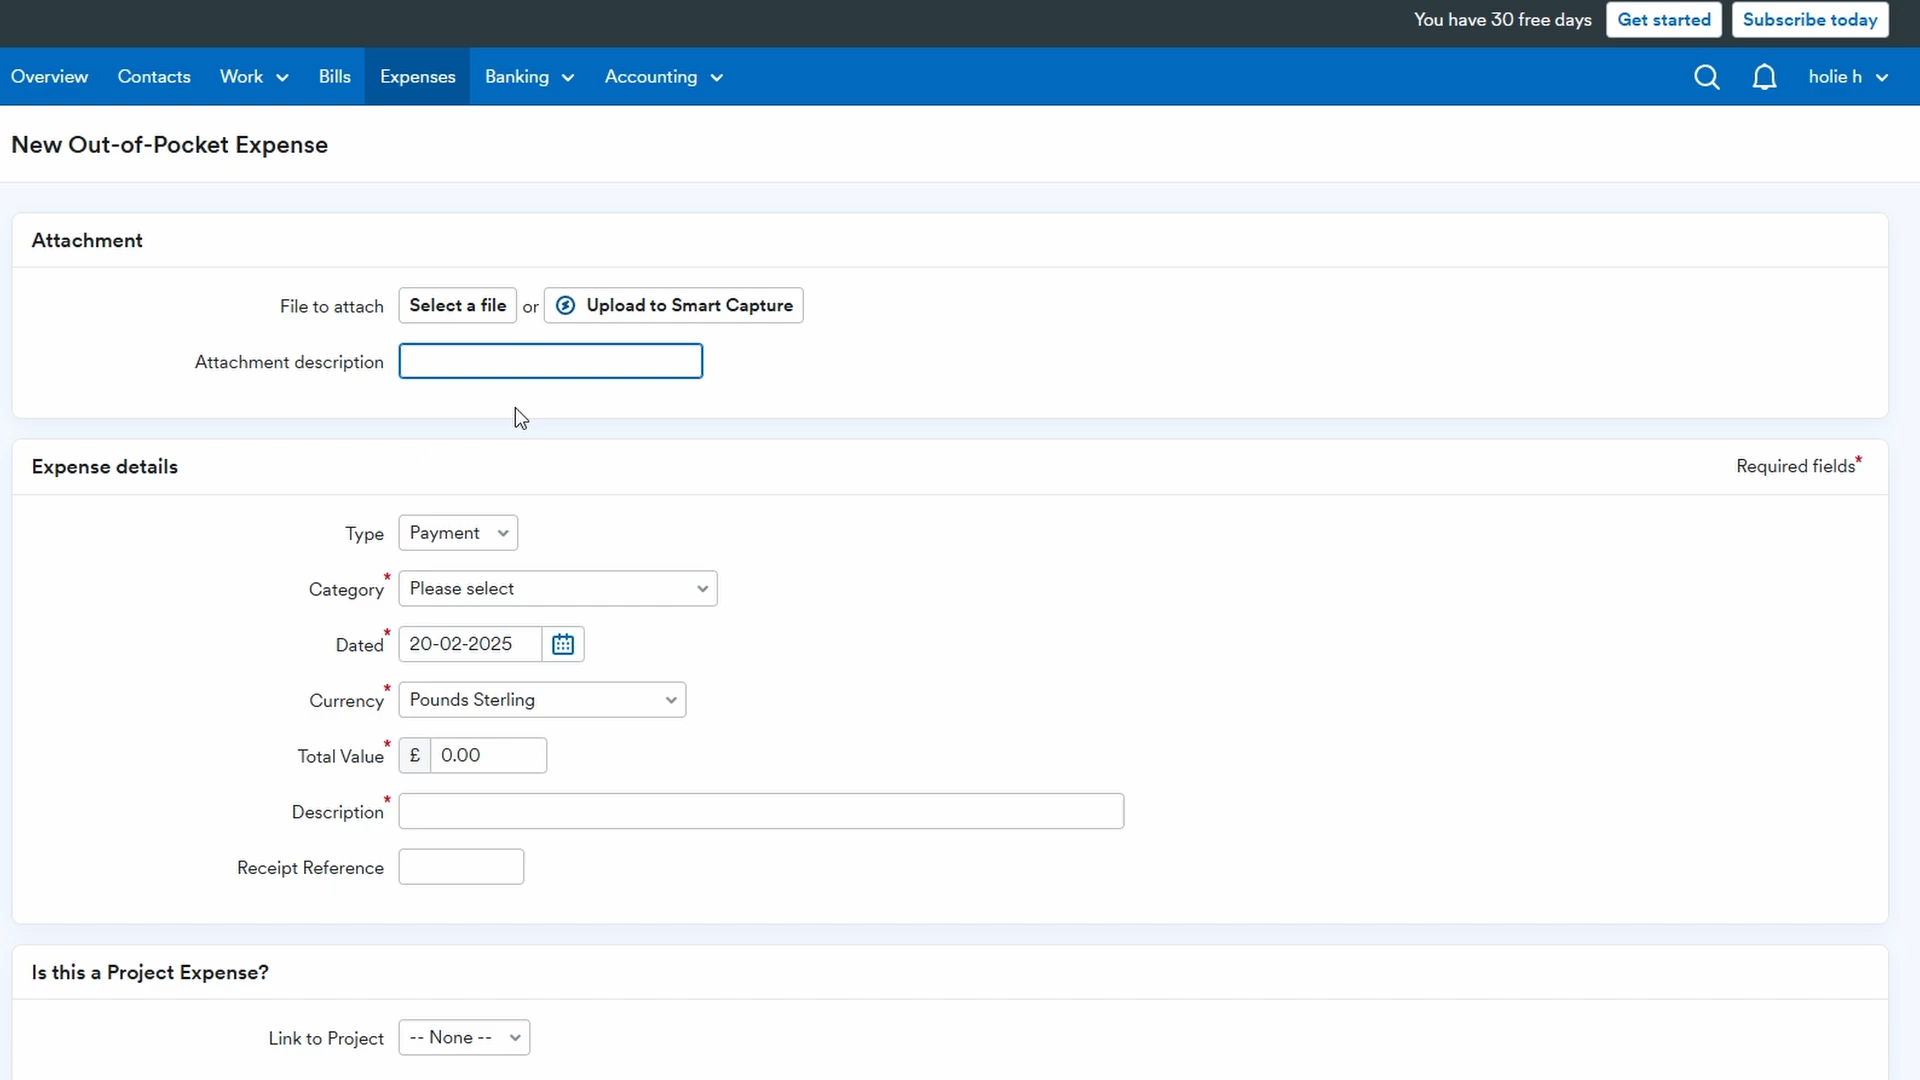 You have 30 free days Get started Subscribe today
Overview Contacts Work Bills Expenses Banking Accounting holie h
New Out-of-Pocket Expense
Attachment
File to attach Select a file or Upload to Smart Capture
Attachment description
Expense details Required fields*
Type Payment
Category* Please select
Dated* 20-02-2025
Currency* Pounds Sterling
Total Value* £ 0.00
Description*
Receipt Reference
Is this a Project Expense?
Link to Project -- None --